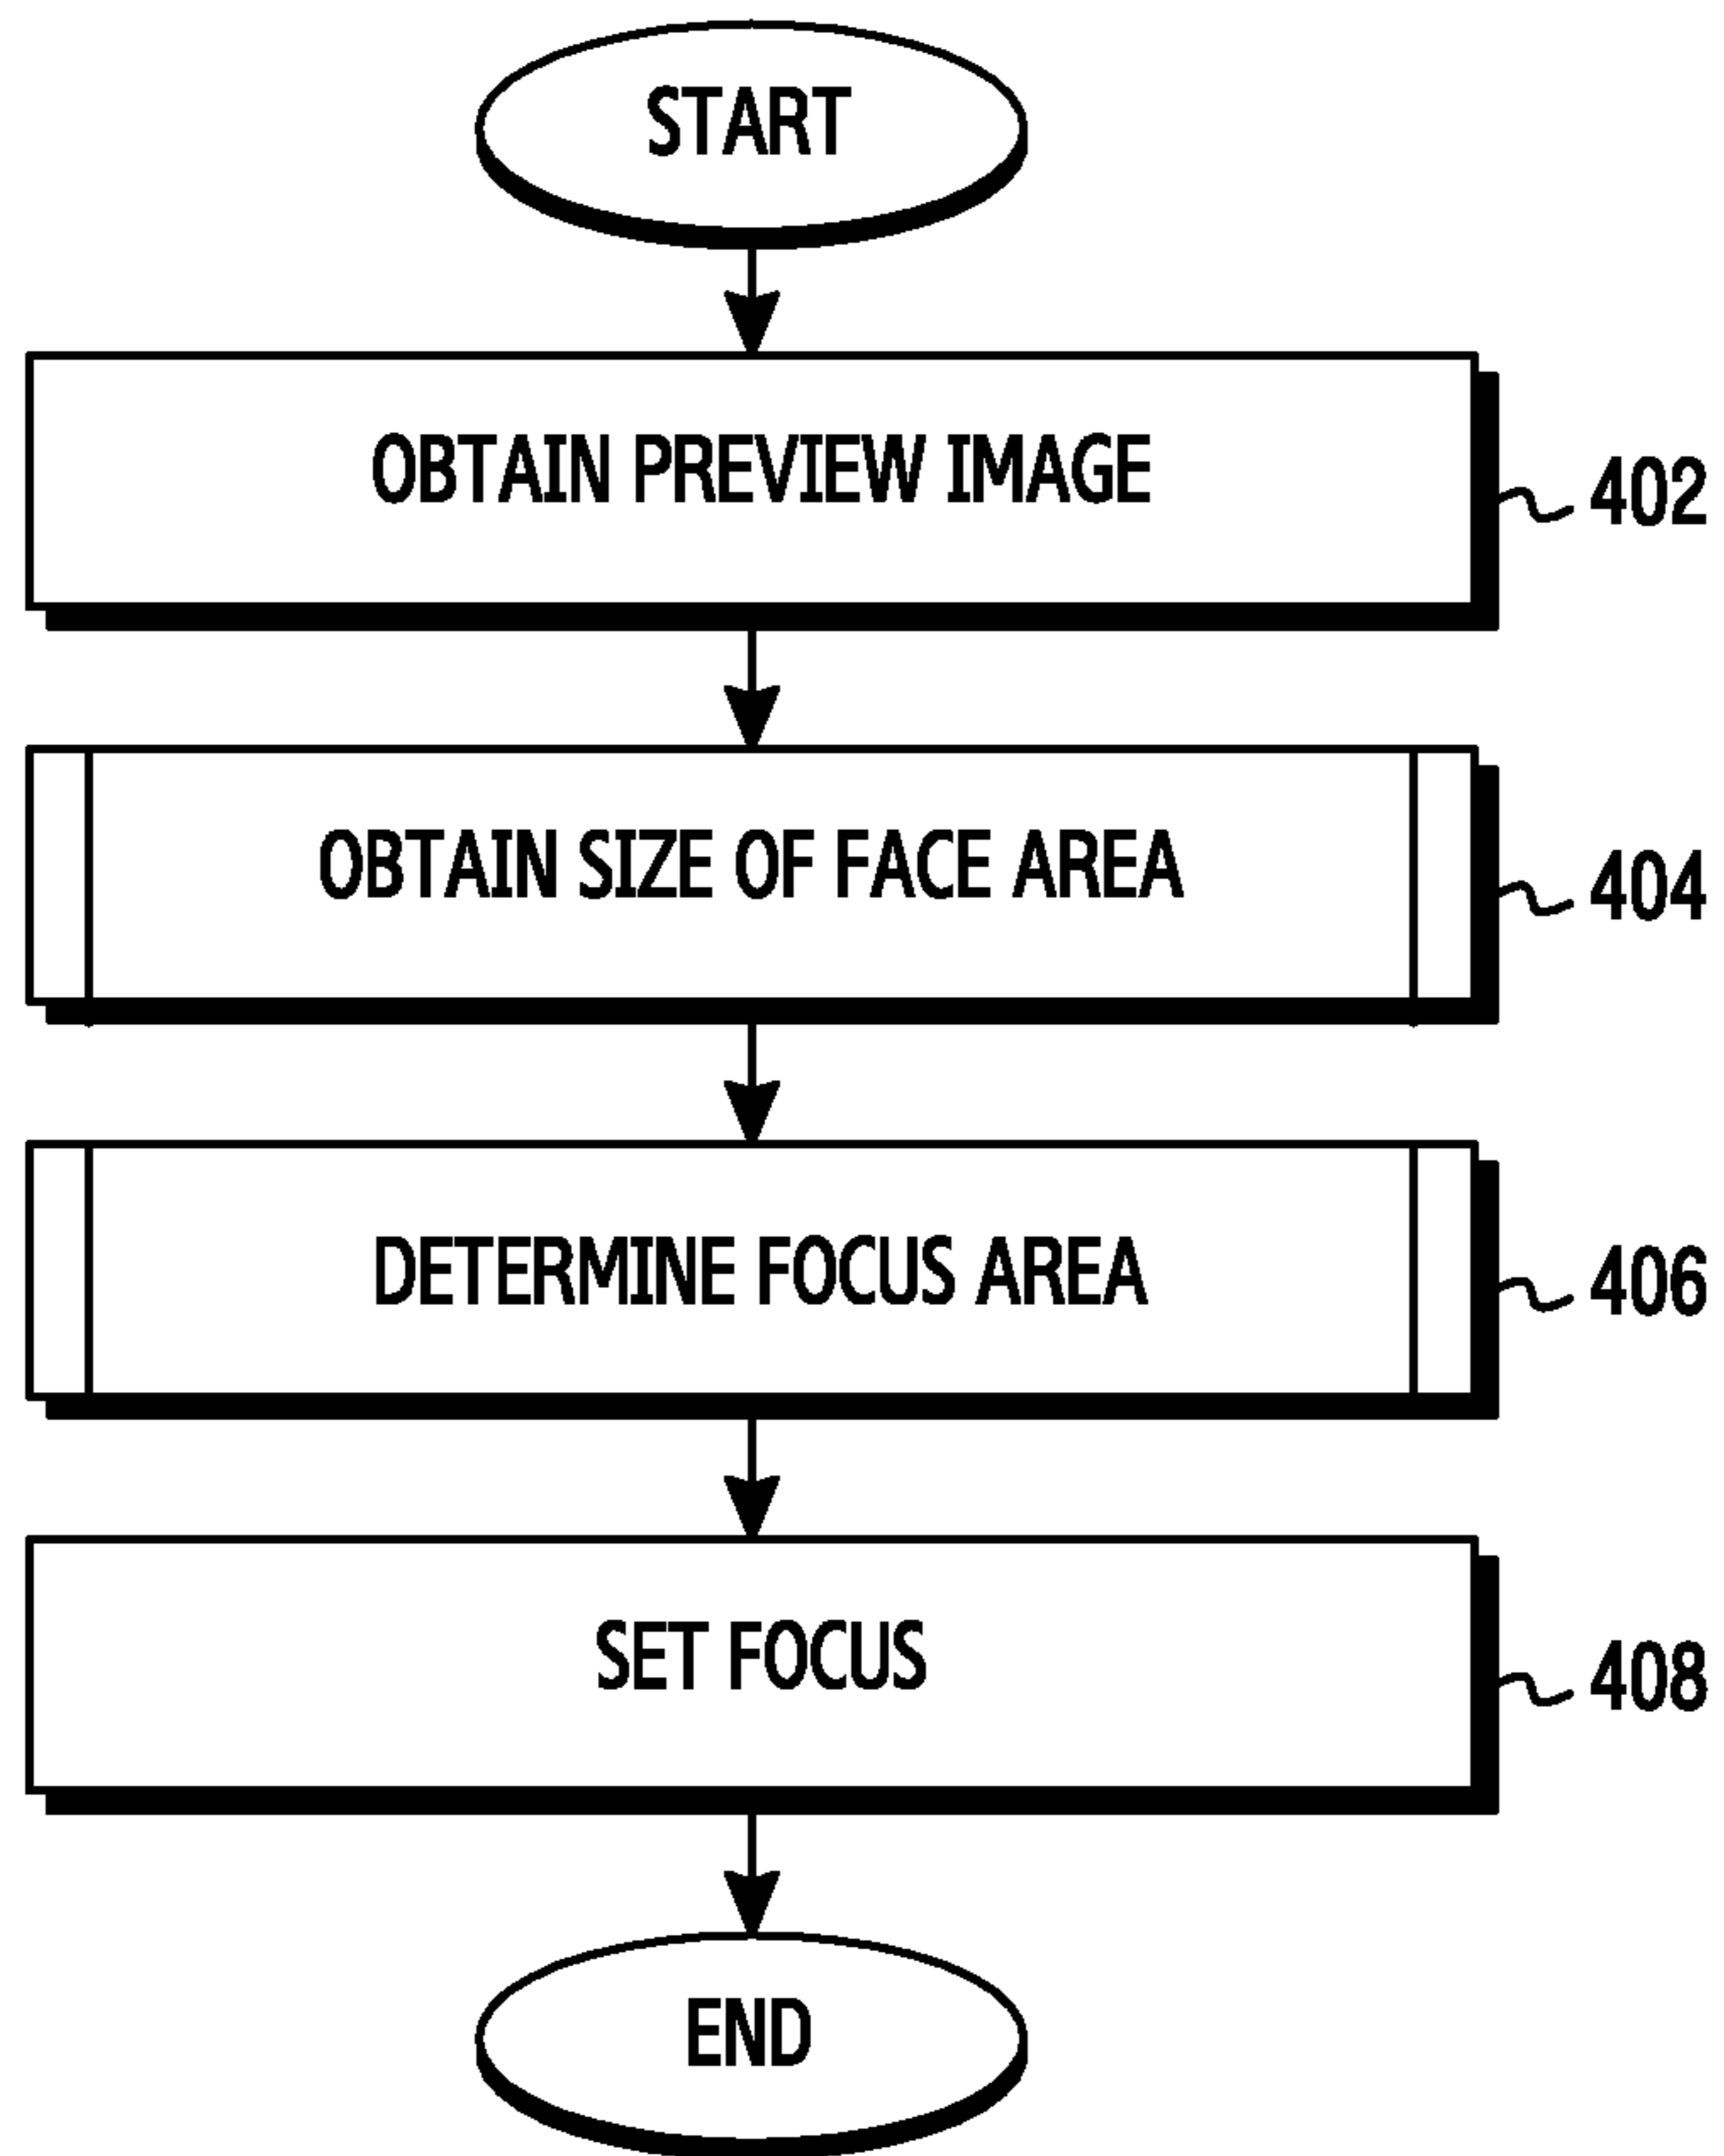 START
OBTAIN PREVIEW IMAGE
402
OBTAIN SIZE OF FACE AREA
404
DETERMINE FOCUS AREA
406
SET FOCUS
408
END